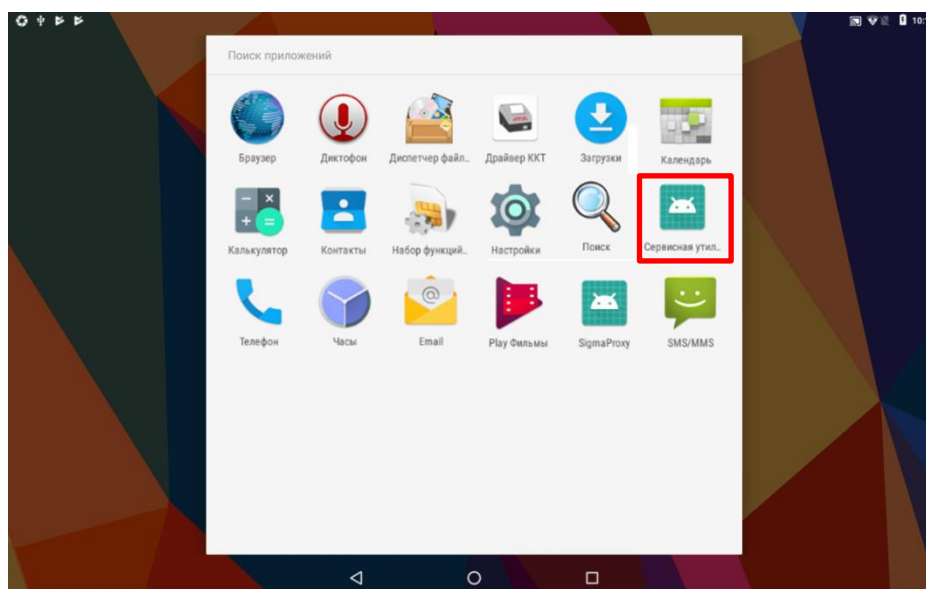 10:
Поиск приложений
Браузер
Диктофон
Диспетчер файл..
Драйвер ККТ
Загрузки
Календарь
Калькулятор
Контакты
Набор функций..
Настройки
Поиск
Сервисная утил..
Телефон
Часы
Email
Play Фильмы
SigmaProxy
SMS/MMS